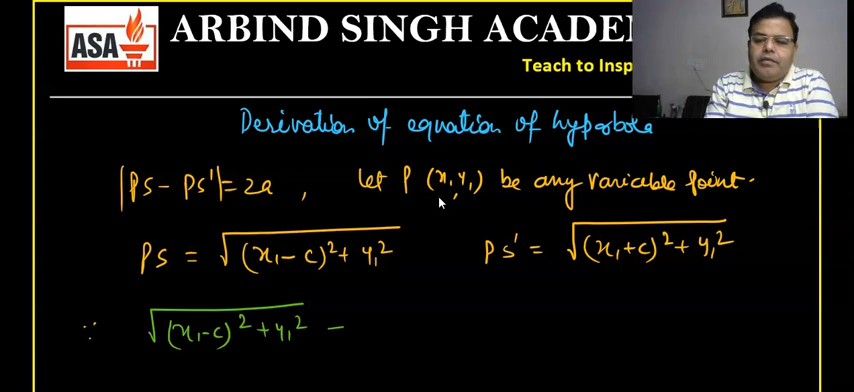 ASA ARBIND SINGH ACADE
Teach to Insp
Derivation of equation of hyperbola
|PS - PS'| = 2a , let P (x₁, y₁) be any variable point.
PS = √((x₁ - c)² + y₁²) PS' = √((x₁ + c)² + y₁²)
∵ √((x₁ - c)² + y₁²) -